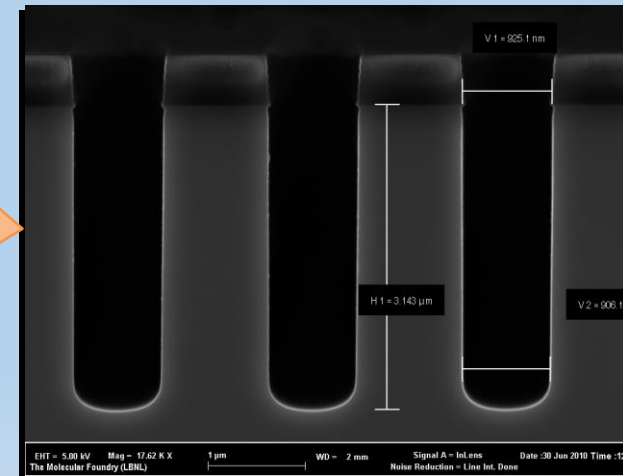 V 1 = 925.1 nm
H 1 = 3.143 µm
V 2 = 906.1
EHT = 5.00 kV Mag = 17.62 K X 1 µm WD = 2 mm Signal A = InLens Date :30 Jun 2010 Time :12
The Molecular Foundry (LBNL) Noise Reduction = Line Int. Done